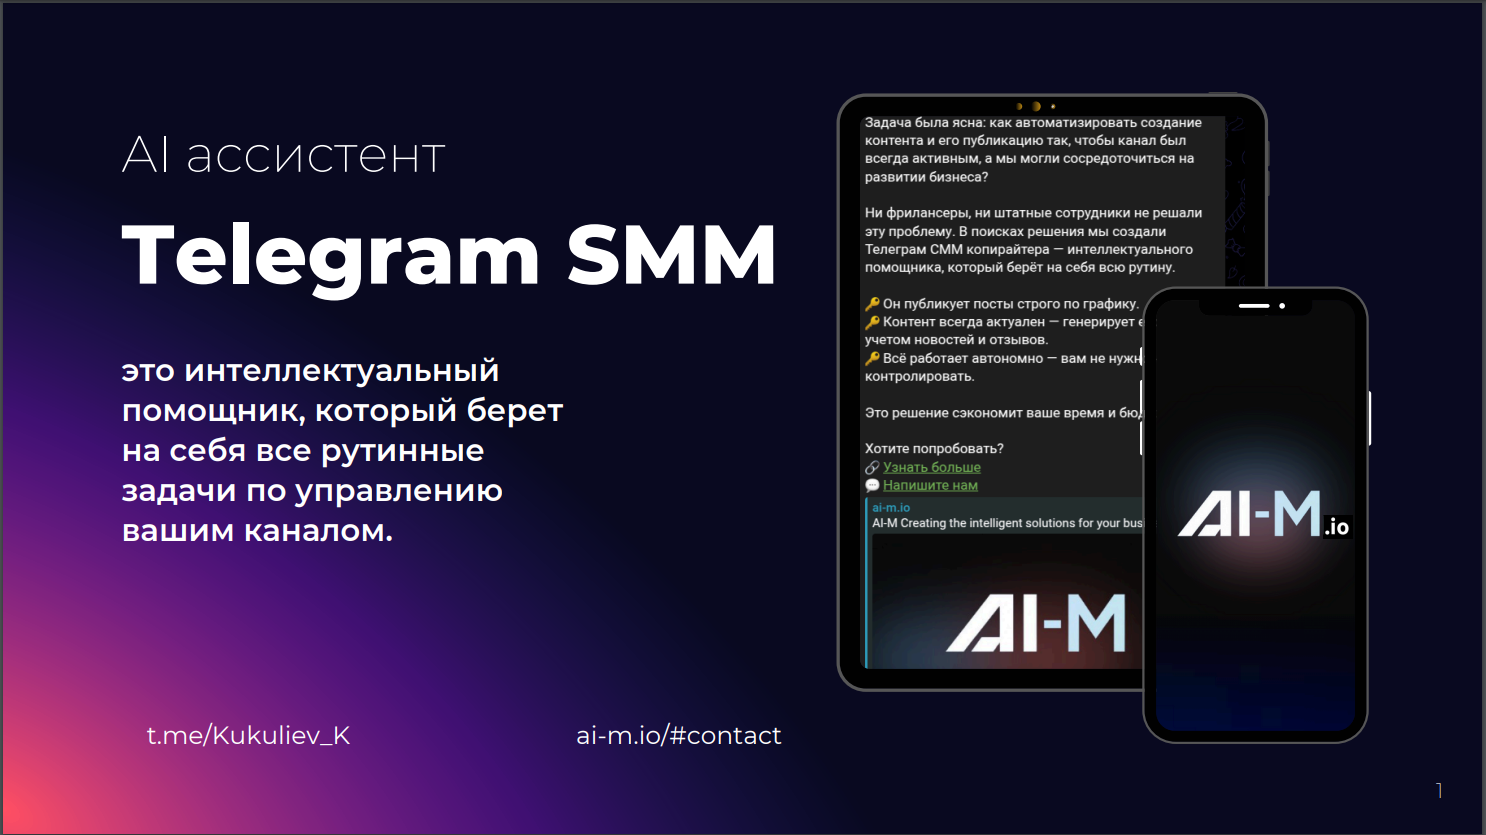 AI ассистент
Telegram SMM
это интеллектуальный
помощник, который берет
на себя все рутинные
задачи по управлению
вашим каналом.
t.me/Kukuliev_K
ai-m.io/#contact
Задача была ясна: как автоматизировать создание
контента и его публикацию так, чтобы канал был
всегда активным, а мы могли сосредоточиться на
развитии бизнеса?
Ни фрилансеры, ни штатные сотрудники не решали
эту проблему. В поисках решения мы создали
Телеграм СММ копирайтера — интеллектуального
помощника, который берёт на себя всю рутину.
🔑 Он публикует посты строго по графику.
🔑 Контент всегда актуален — генерирует
учетом новостей и отзывов.
🔑 Всё работает автономно — вам не нужн
контролировать.
Это решение сэкономит ваше время и
Хотите попробовать?
🔗 Узнать больше
💬 Напишите нам
ai-m.io
AI-M Creating the intelligent solutions for your bus
AI-M
AI-M.io
1